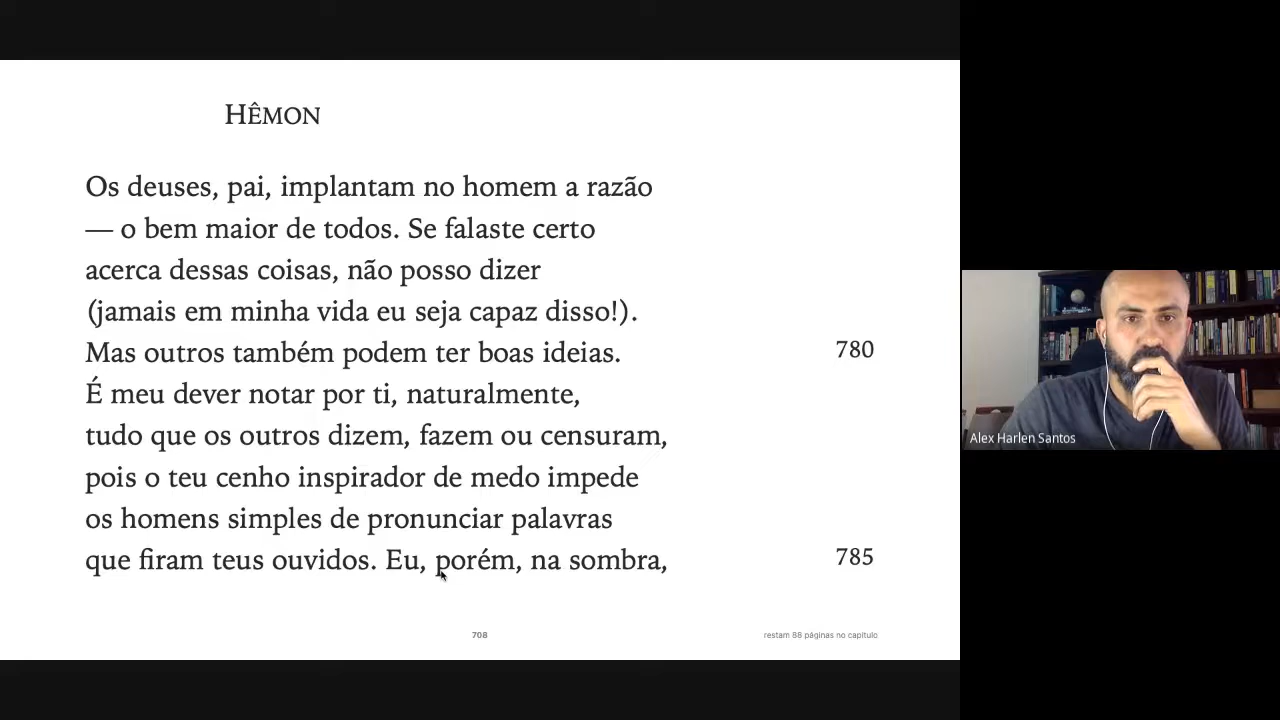 HÊMON
Os deuses, pai, implantam no homem a razão
— o bem maior de todos. Se falaste certo
acerca dessas coisas, não posso dizer
(jamais em minha vida eu seja capaz disso!).
Mas outros também podem ter boas ideias.
780
É meu dever notar por ti, naturalmente,
tudo que os outros dizem, fazem ou censuram,
pois o teu cenho inspirador de medo impede
os homens simples de pronunciar palavras
que firam teus ouvidos. Eu, porém, na sombra,
785
708
restam 88 páginas no capítulo
Alex Harlen Santos